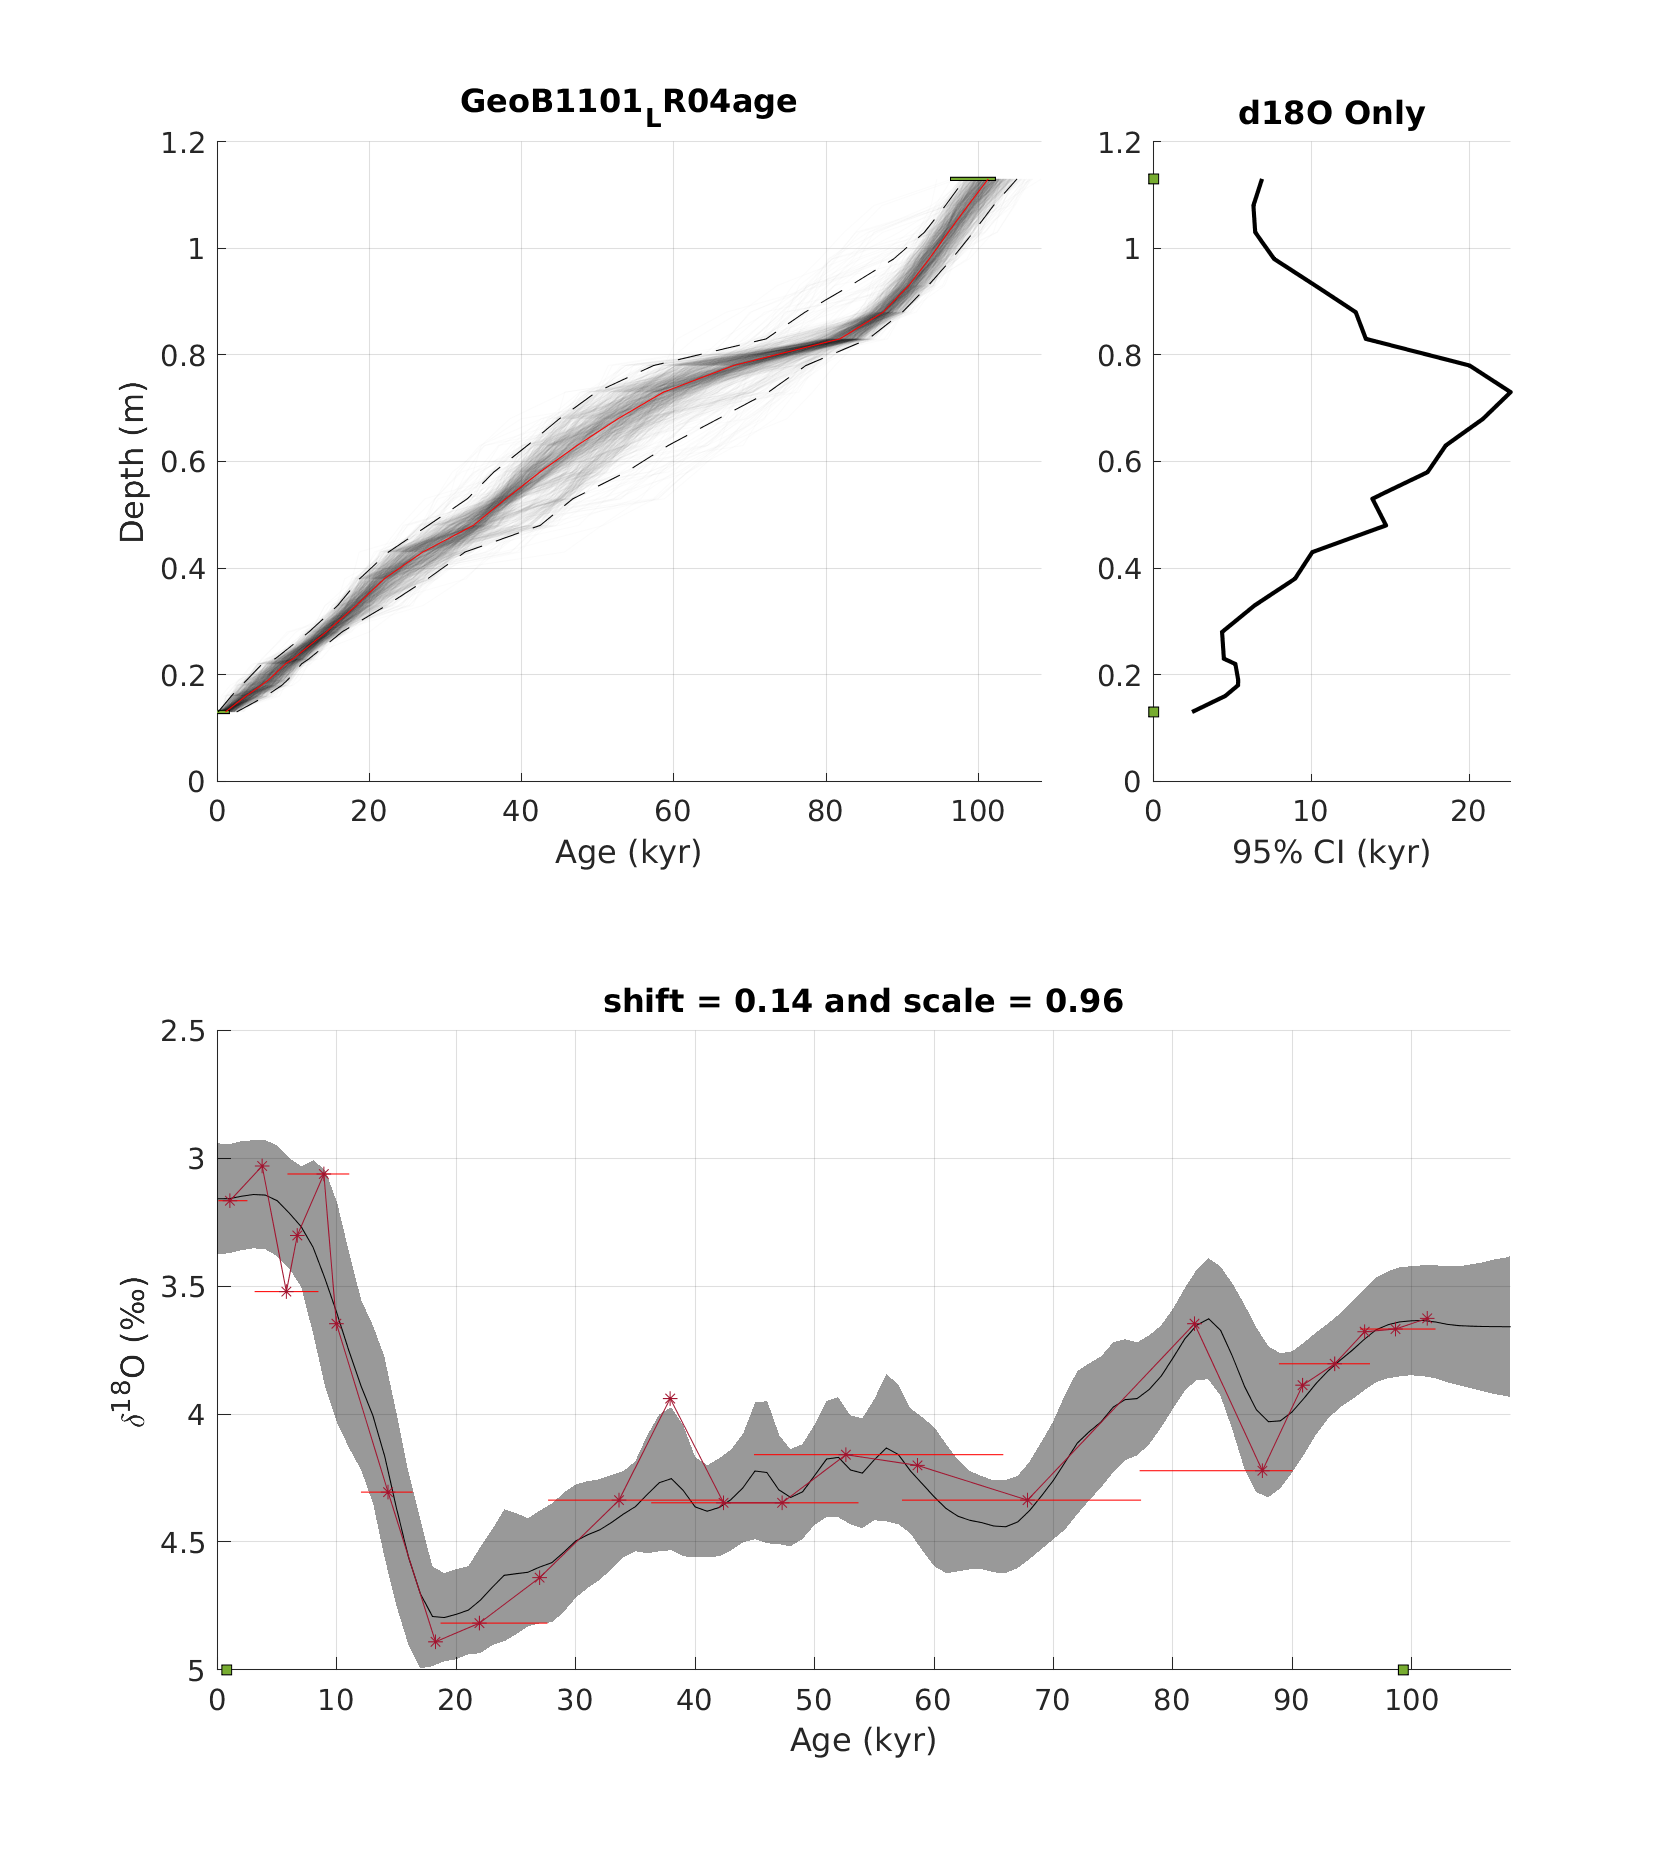 GeoB1101_LR04age
1.2
1
0.8
0.6
0.4
0.2
0
Depth (m)
0 20 40 60 80 100
Age (kyr)
d18O Only
1.2
1
0.8
0.6
0.4
0.2
0
0 10 20
95% CI (kyr)
shift = 0.14 and scale = 0.96
2.5
3
3.5
4
4.5
5
δ¹⁸O (‰)
0 10 20 30 40 50 60 70 80 90 100
Age (kyr)